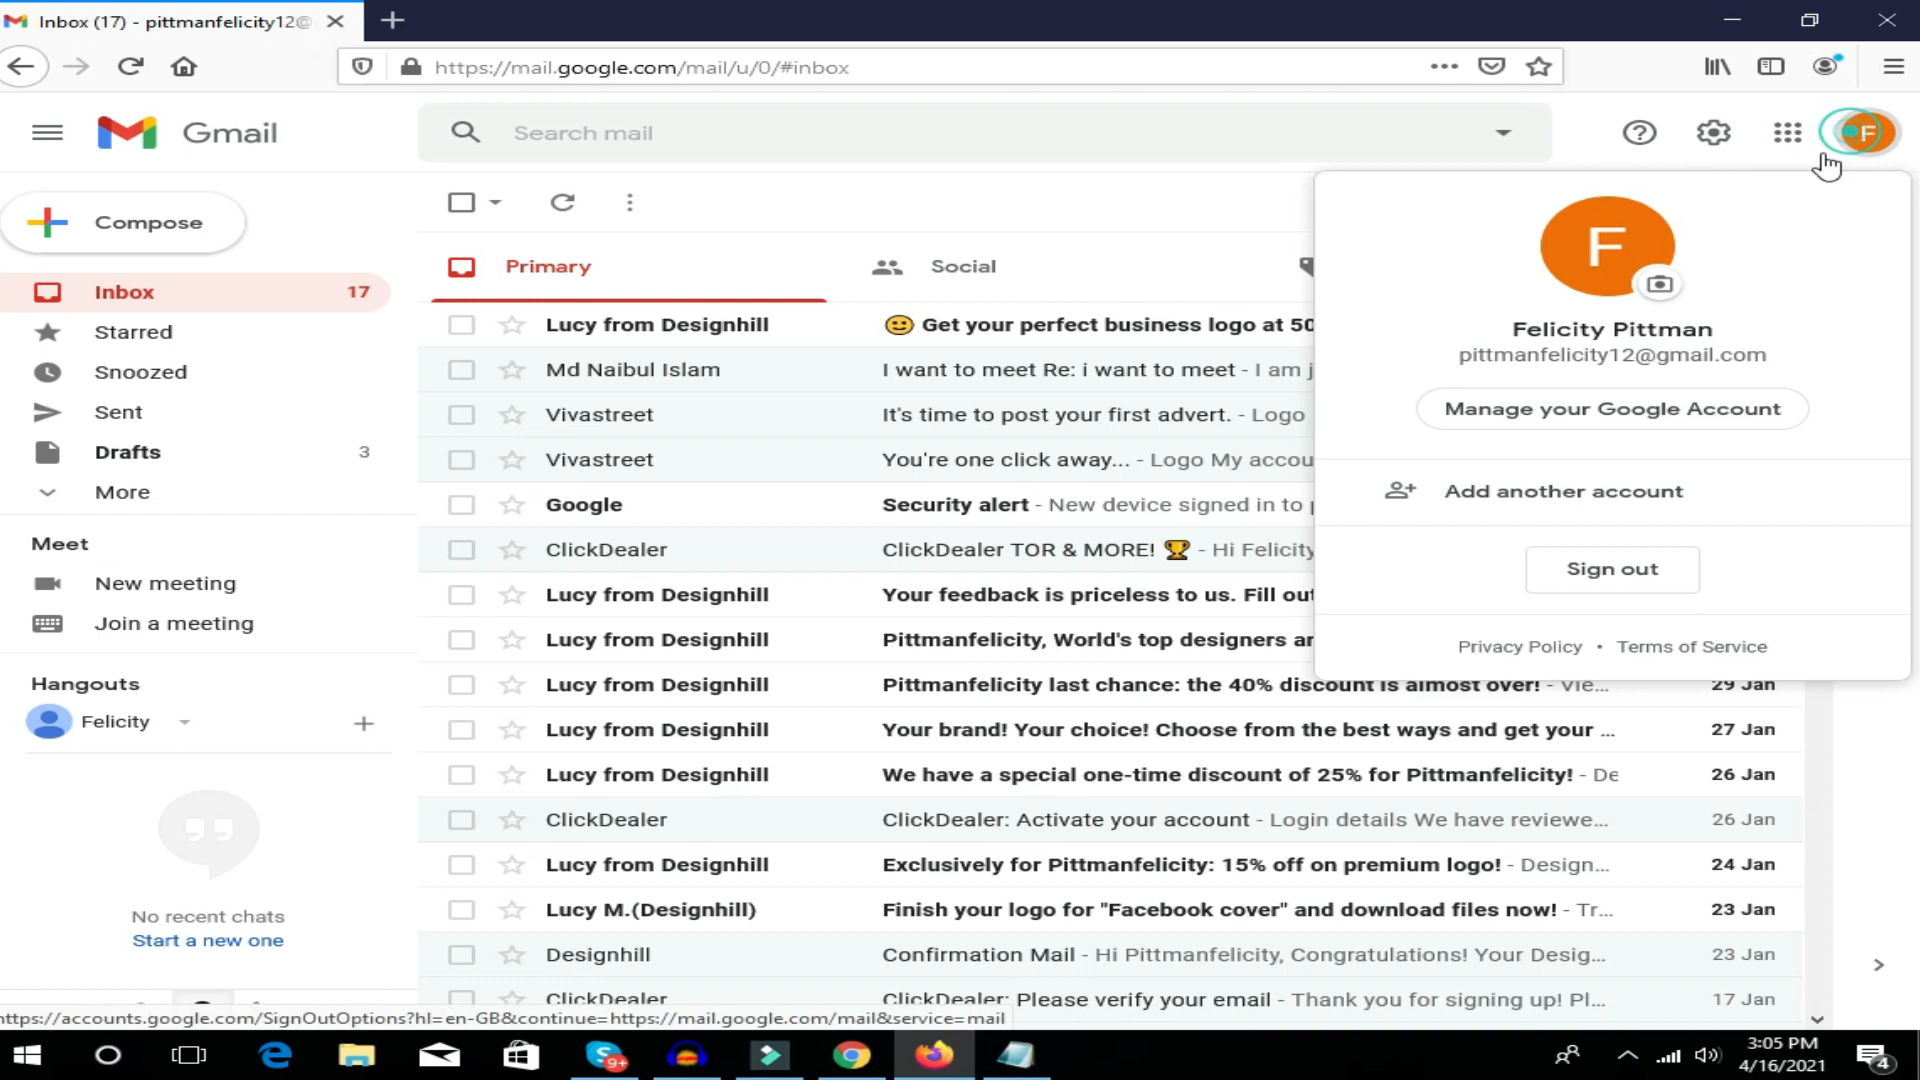 Inbox (17) - pittmanfelicity12@
https://mail.google.com/mail/u/0/#inbox
Gmail
Search mail
F
Compose
Inbox 17
Starred
Snoozed
Sent
Drafts 3
More
Meet
New meeting
Join a meeting
Hangouts
Felicity
No recent chats
Start a new one
Primary
Social
Lucy from Designhill Get your perfect business logo at 50
Md Naibul Islam I want to meet Re: i want to meet - I am j
Vivastreet It's time to post your first advert. - Logo
Vivastreet You're one click away... - Logo My accou
Google Security alert - New device signed in to
ClickDealer ClickDealer TOR & MORE! 🏆 - Hi Felicity
Lucy from Designhill Your feedback is priceless to us. Fill out
Lucy from Designhill Pittmanfelicity, World's top designers ar
Lucy from Designhill Pittmanfelicity last chance: the 40% discount is almost over! - Vie... 29 Jan
Lucy from Designhill Your brand! Your choice! Choose from the best ways and get your ... 27 Jan
Lucy from Designhill We have a special one-time discount of 25% for Pittmanfelicity! - De 26 Jan
ClickDealer ClickDealer: Activate your account - Login details We have reviewe... 26 Jan
Lucy from Designhill Exclusively for Pittmanfelicity: 15% off on premium logo! - Design... 24 Jan
Lucy M.(Designhill) Finish your logo for "Facebook cover" and download files now! - Tr... 23 Jan
Designhill Confirmation Mail - Hi Pittmanfelicity, Congratulations! Your Desig... 23 Jan
ClickDealer ClickDealer: Please verify your email - Thank you for signing up! Pl... 17 Jan
F
Felicity Pittman
pittmanfelicity12@gmail.com
Manage your Google Account
Add another account
Sign out
Privacy Policy • Terms of Service
https://accounts.google.com/SignOutOptions?hl=en-GB&continue=https://mail.google.com/mail&service=mail
9+
3:05 PM
4/16/2021
4